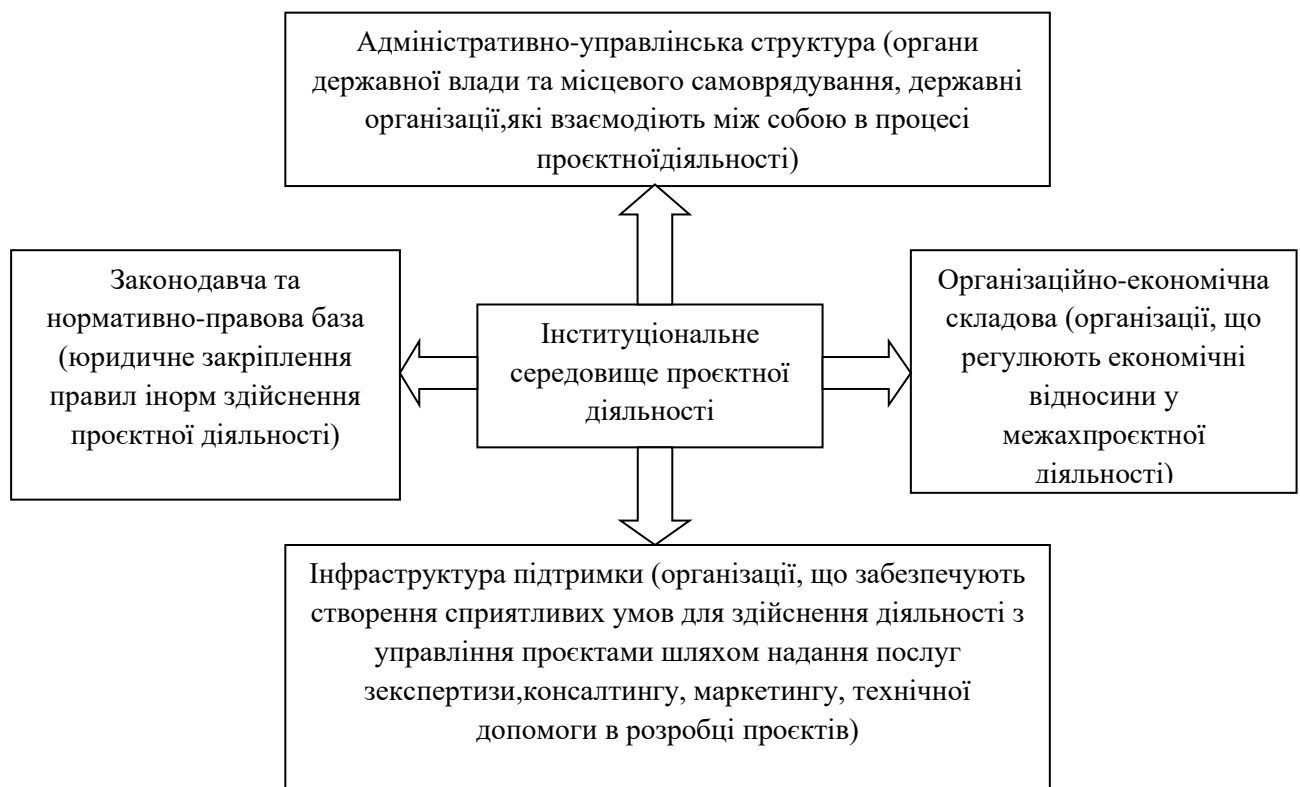 Адміністративно-управлінська структура (органи
державної влади та місцевого самоврядування, державні
організації,які взаємодіють між собою в процесі
проєктноїдіяльності)
Законодавча та
нормативно-правова база
(юридичне закріплення
правил інорм здійснення
проєктної діяльності)
Інституціональне
середовище проєктної
діяльності
Організаційно-економічна
складова (організації, що
регулюють економічні
відносини у
межахпроєктної
діяльності)
Інфраструктура підтримки (організації, що забезпечують
створення сприятливих умов для здійснення діяльності з
управління проєктами шляхом надання послуг
зекспертизи,консалтингу, маркетингу, технічної
допомоги в розробці проєктів)